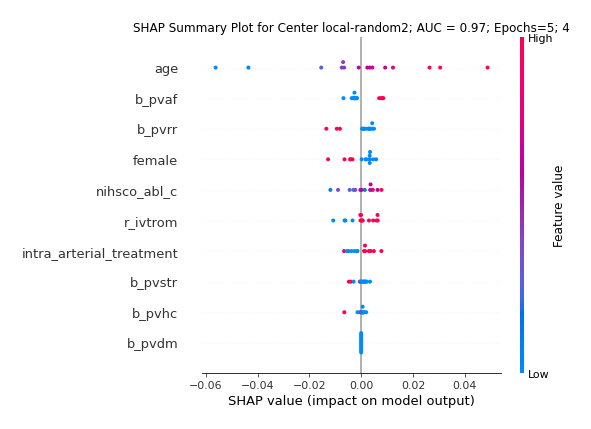 SHAP Summary Plot for Center local-random2; AUC = 0.97; Epochs=5; 4
High
age
b_pvaf
b_pvrr
female
nihsco_abl_c
r_ivtrom
intra_arterial_treatment
b_pvstr
b_pvhc
b_pvdm
Feature value
Low
−0.06 −0.04 −0.02 0.00 0.02 0.04
SHAP value (impact on model output)